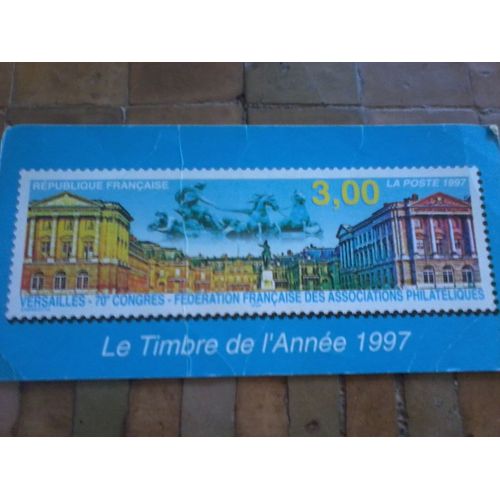 RÉPUBLIQUE FRANÇAISE
3,00
LA POSTE 1997
VERSAILLES - 70e CONGRES - FEDERATION FRANÇAISE DES ASSOCIATIONS PHILATELIQUES
Le Timbre de l'Année 1997